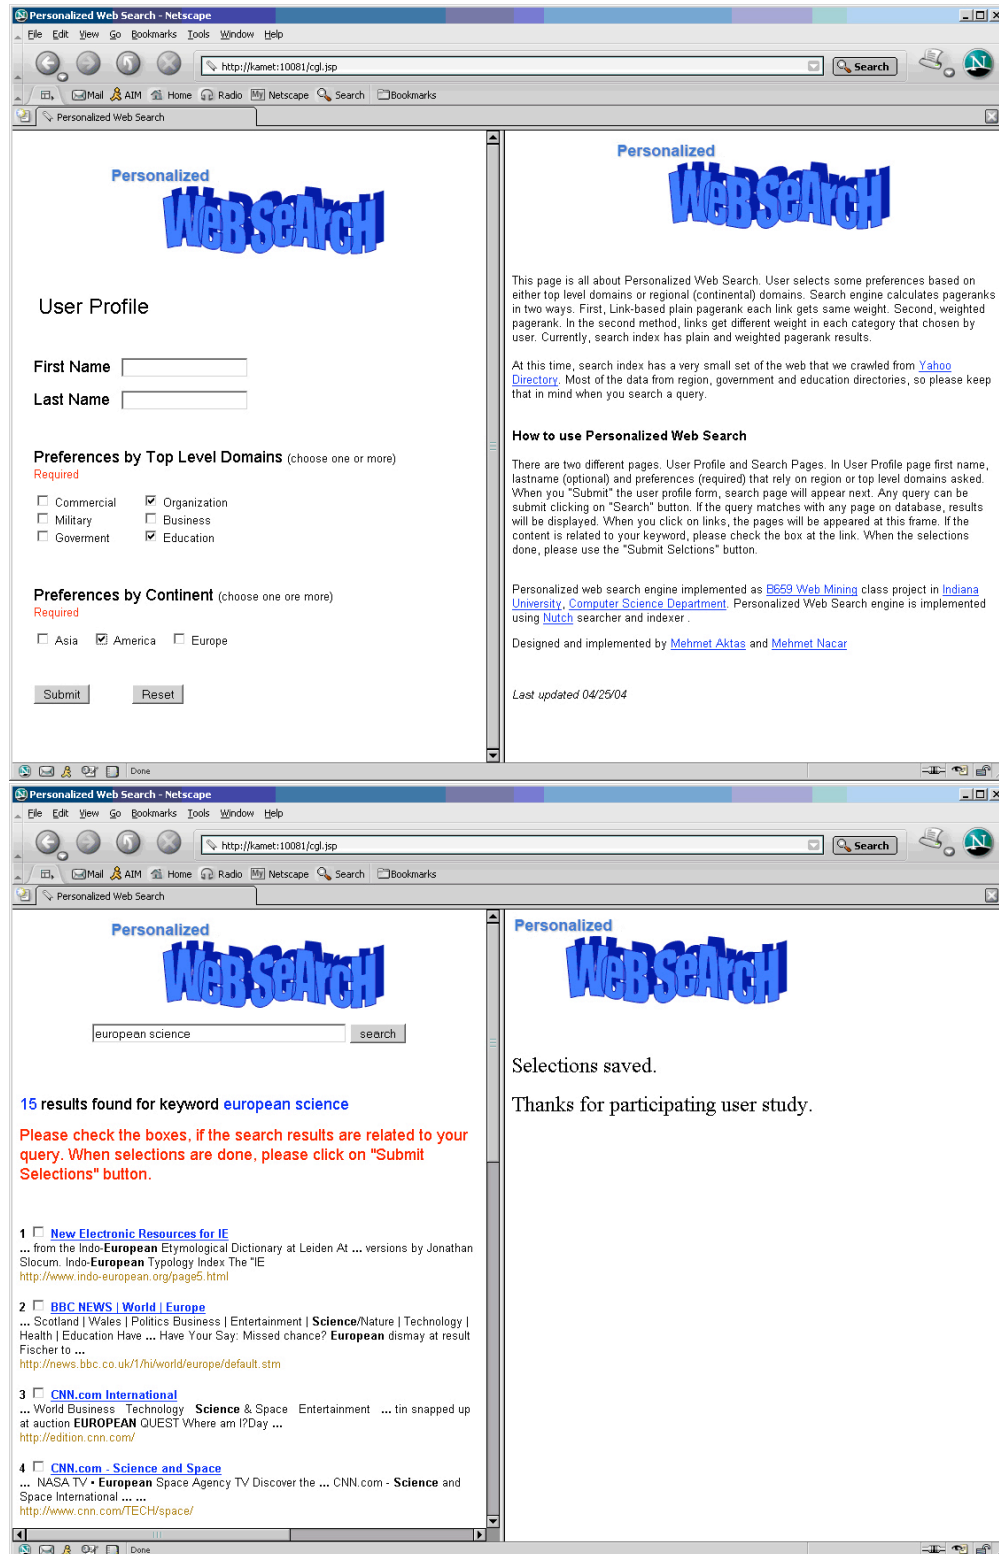 Personalized Web Search - Netscape
File Edit View Go Bookmarks Tools Window Help
http://kamet:10081/cgl.jsp
Search
N
Mail AIM Home Radio My Netscape Search Bookmarks
Personalized Web Search
Personalized
WeB SeArcH
User Profile
First Name
Last Name
Preferences by Top Level Domains (choose one or more)
Required
Commercial Organization
Military Business
Goverment Education
Preferences by Continent (choose one ore more)
Required
Asia America Europe
Submit Reset
Personalized
WeB SeArcH
This page is all about Personalized Web Search. User selects some preferences based on
either top level domains or regional (continental) domains. Search engine calculates pageranks
in two ways. First, Link-based plain pagerank each link gets same weight. Second, weighted
pagerank. In the second method, links get different weight in each category that chosen by
user. Currently, search index has plain and weighted pagerank results.
At this time, search index has a very small set of the web that we crawled from Yahoo
Directory. Most of the data from region, government and education directories, so please keep
that in mind when you search a query.
How to use Personalized Web Search
There are two different pages. User Profile and Search Pages. In User Profile page first name,
lastname (optional) and preferences (required) that rely on region or top level domains asked.
When you "Submit" the user profile form, search page will appear next. Any query can be
submit clicking on "Search" button. If the query matches with any page on database, results
will be displayed. When you click on links, the pages will be appeared at this frame. If the
content is related to your keyword, please check the box at the link. When the selections
done, please use the "Submit Selctions" button.
Personalized web search engine implemented as B659 Web Mining class project in Indiana
University, Computer Science Department. Personalized Web Search engine is implemented
using Nutch searcher and indexer .
Designed and implemented by Mehmet Aktas and Mehmet Nacar
Last updated 04/25/04
Done
Personalized Web Search - Netscape
File Edit View Go Bookmarks Tools Window Help
http://kamet:10081/cgl.jsp
Search
N
Mail AIM Home Radio My Netscape Search Bookmarks
Personalized Web Search
Personalized
WeB SeArcH
european science search
15 results found for keyword european science
Please check the boxes, if the search results are related to your
query. When selections are done, please click on "Submit
Selections" button.
1 New Electronic Resources for IE
... from the Indo-European Etymological Dictionary at Leiden At ... versions by Jonathan
Slocum. Indo-European Typology Index The "IE
http://www.indo-european.org/page5.html
2 BBC NEWS | World | Europe
... Scotland | Wales | Politics Business | Entertainment | Science/Nature | Technology |
Health | Education Have ... Have Your Say: Missed chance? European dismay at result
Fischer to ...
http://news.bbc.co.uk/1/hi/world/europe/default.stm
3 CNN.com International
... World Business Technology Science & Space Entertainment ... tin snapped up
at auction EUROPEAN QUEST Where am I?Day ...
http://edition.cnn.com/
4 CNN.com - Science and Space
... NASA TV • European Space Agency TV Discover the ... CNN.com - Science and
Space International ... ...
http://www.cnn.com/TECH/space/
Personalized
WeB SeArcH
Selections saved.
Thanks for participating user study.
Done